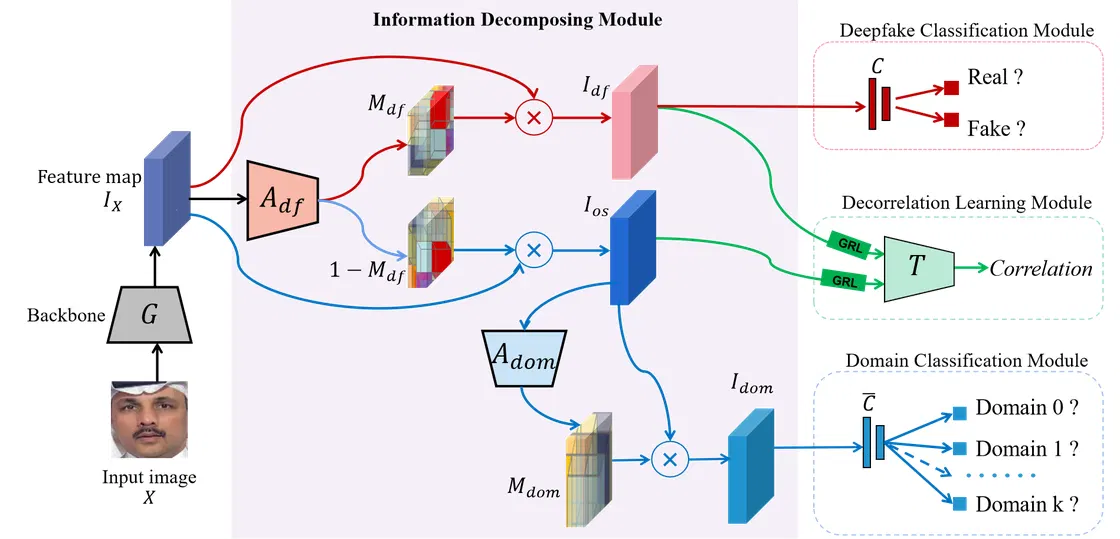 Information Decomposing Module
Deepfake Classification Module
C
Real ?
Fake ?
I_df
M_df
×
Feature map
I_X
A_df
I_os
Decorrelation Learning Module
GRL
GRL
T
Correlation
1 − M_df
×
Backbone
G
A_dom
Domain Classification Module
I_dom
C̅
Domain 0 ?
Domain 1 ?
· · · · · ·
Domain k ?
M_dom
×
Input image
X